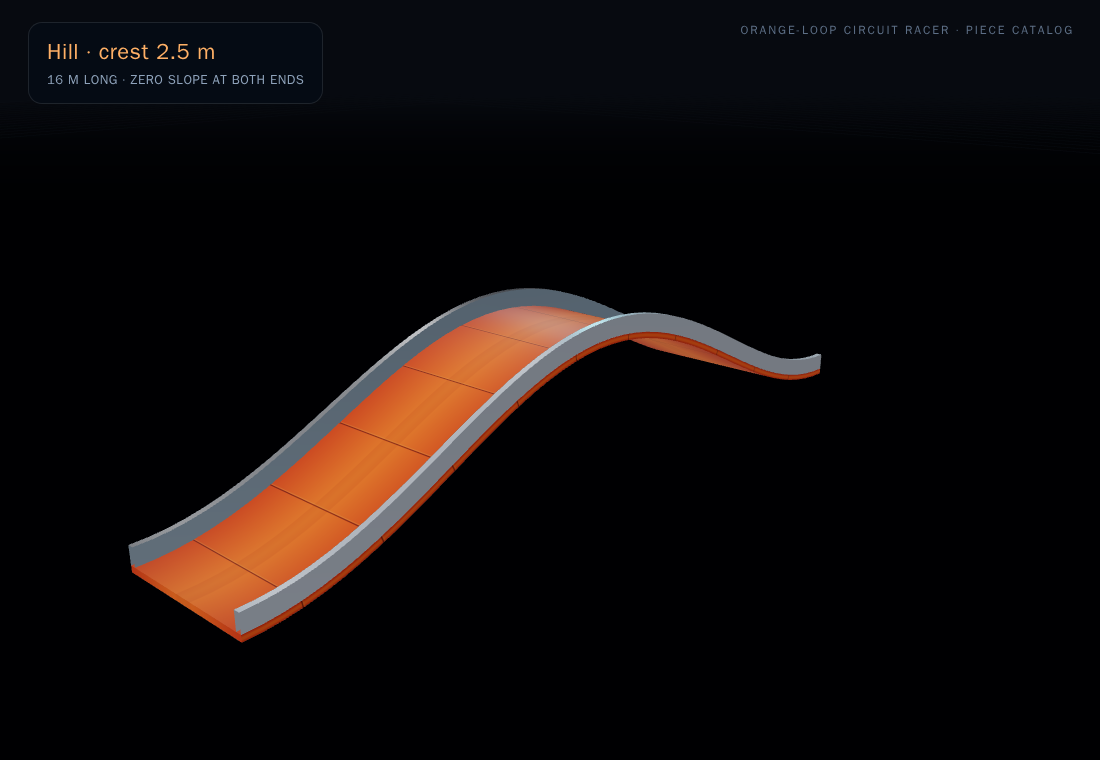 Hill · crest 2.5 m
16 M LONG · ZERO SLOPE AT BOTH ENDS
ORANGE-LOOP CIRCUIT RACER · PIECE CATALOG